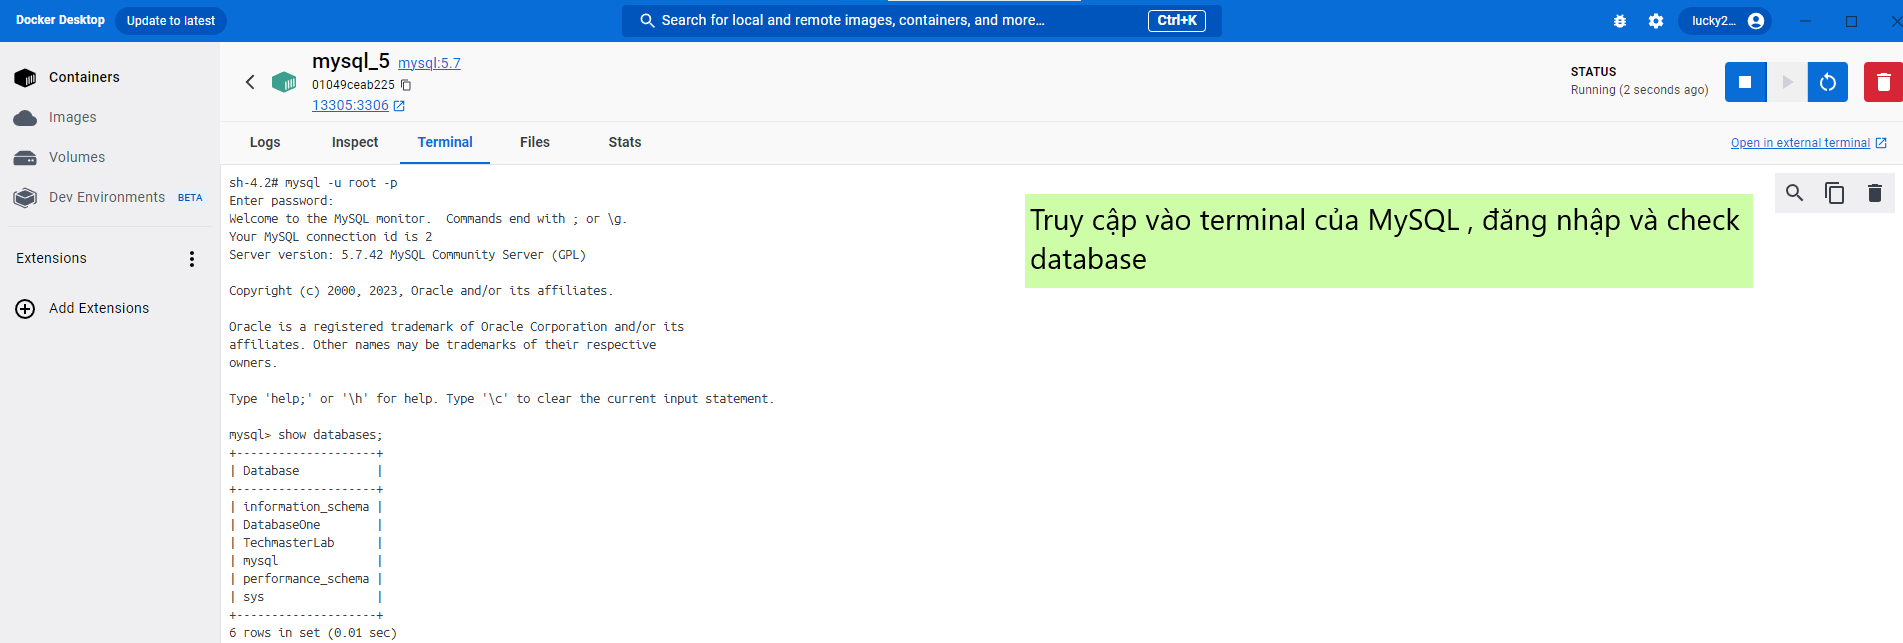 Docker Desktop
Update to latest
Search for local and remote images, containers, and more...
Ctrl+K
lucky2...
Containers
Images
Volumes
Dev Environments BETA
Extensions
Add Extensions
mysql_5 mysql:5.7
01049ceab225
13305:3306
STATUS
Running (2 seconds ago)
Logs Inspect Terminal Files Stats
Open in external terminal
sh-4.2# mysql -u root -p
Enter password:
Welcome to the MySQL monitor.  Commands end with ; or \g.
Your MySQL connection id is 2
Server version: 5.7.42 MySQL Community Server (GPL)
Copyright (c) 2000, 2023, Oracle and/or its affiliates.
Oracle is a registered trademark of Oracle Corporation and/or its
affiliates. Other names may be trademarks of their respective
owners.
Type 'help;' or '\h' for help. Type '\c' to clear the current input statement.
mysql> show databases;
+--------------------+
| Database           |
+--------------------+
| information_schema |
| DatabaseOne        |
| TechmasterLab      |
| mysql              |
| performance_schema |
| sys                |
+--------------------+
6 rows in set (0.01 sec)
Truy cập vào terminal của MySQL , đăng nhập và check
database